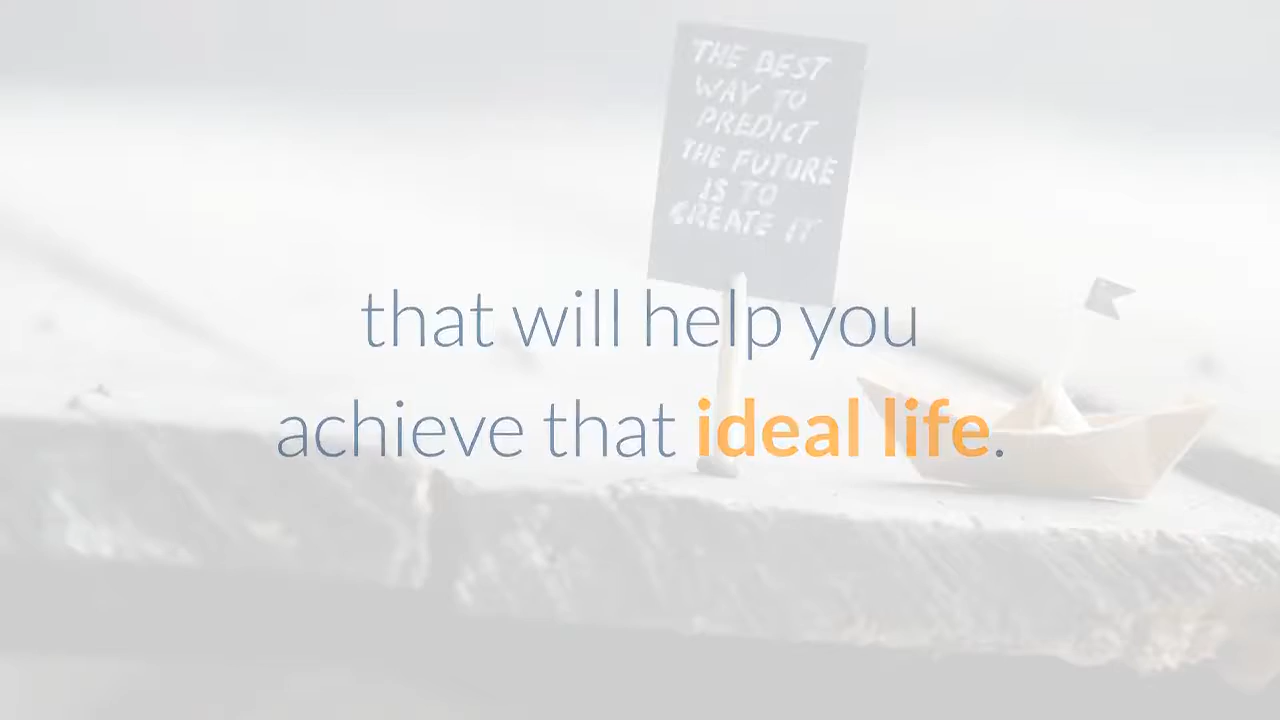 THE BEST
WAY TO
PREDICT
THE FUTURE
IS TO
CREATE IT
that will help you
achieve that ideal life.